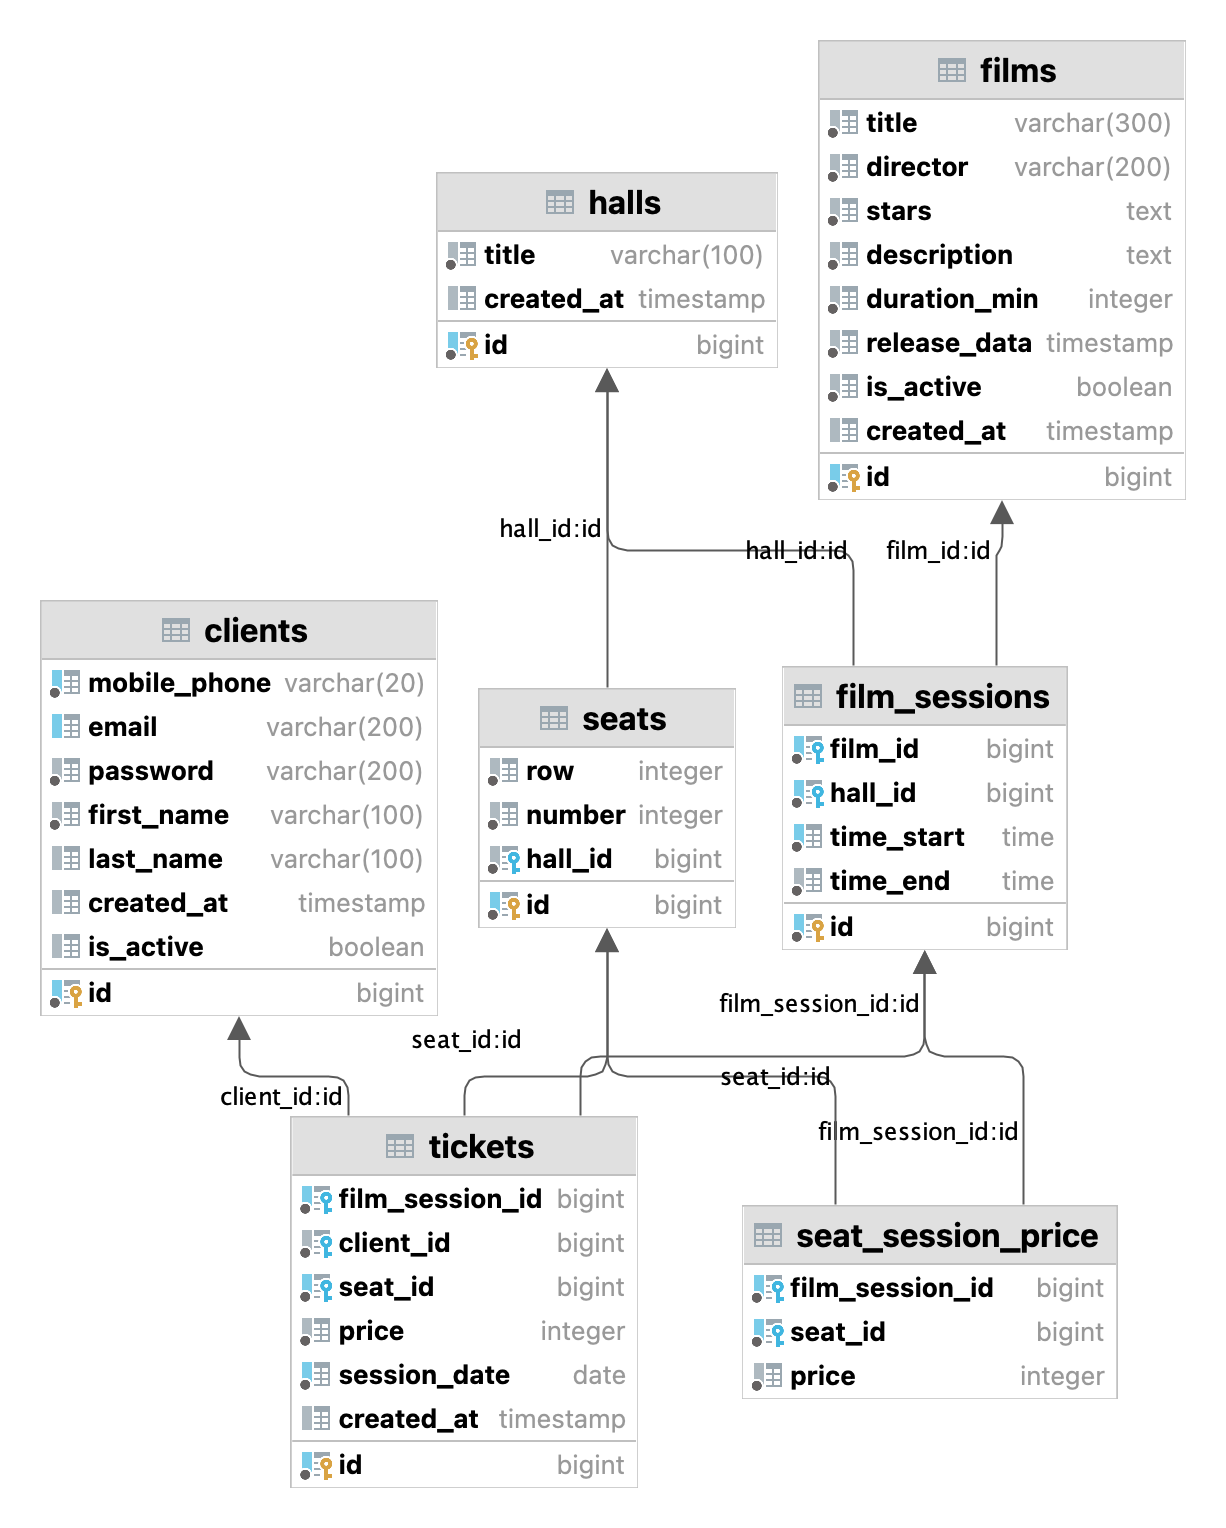 films
title varchar(300)
director varchar(200)
stars text
description text
duration_min integer
release_data timestamp
is_active boolean
created_at timestamp
id bigint
halls
title varchar(100)
created_at timestamp
id bigint
hall_id:id
hall_id:id
film_id:id
clients
mobile_phone varchar(20)
email varchar(200)
password varchar(200)
first_name varchar(100)
last_name varchar(100)
created_at timestamp
is_active boolean
id bigint
seats
row integer
number integer
hall_id bigint
id bigint
film_sessions
film_id bigint
hall_id bigint
time_start time
time_end time
id bigint
film_session_id:id
seat_id:id
seat_id:id
client_id:id
film_session_id:id
tickets
film_session_id bigint
client_id bigint
seat_id bigint
price integer
session_date date
created_at timestamp
id bigint
seat_session_price
film_session_id bigint
seat_id bigint
price integer